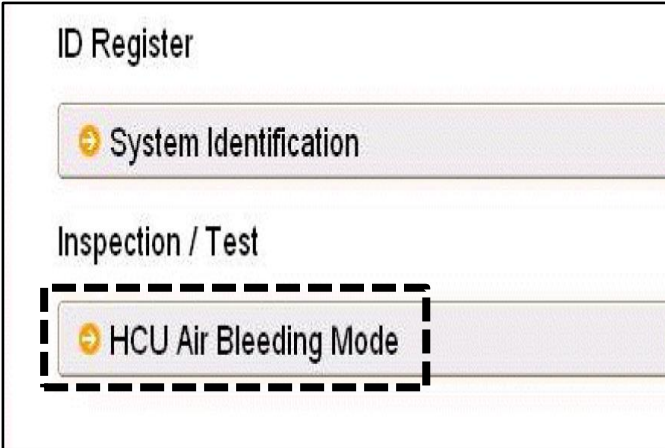 ID Register
System Identification
Inspection / Test
HCU Air Bleeding Mode